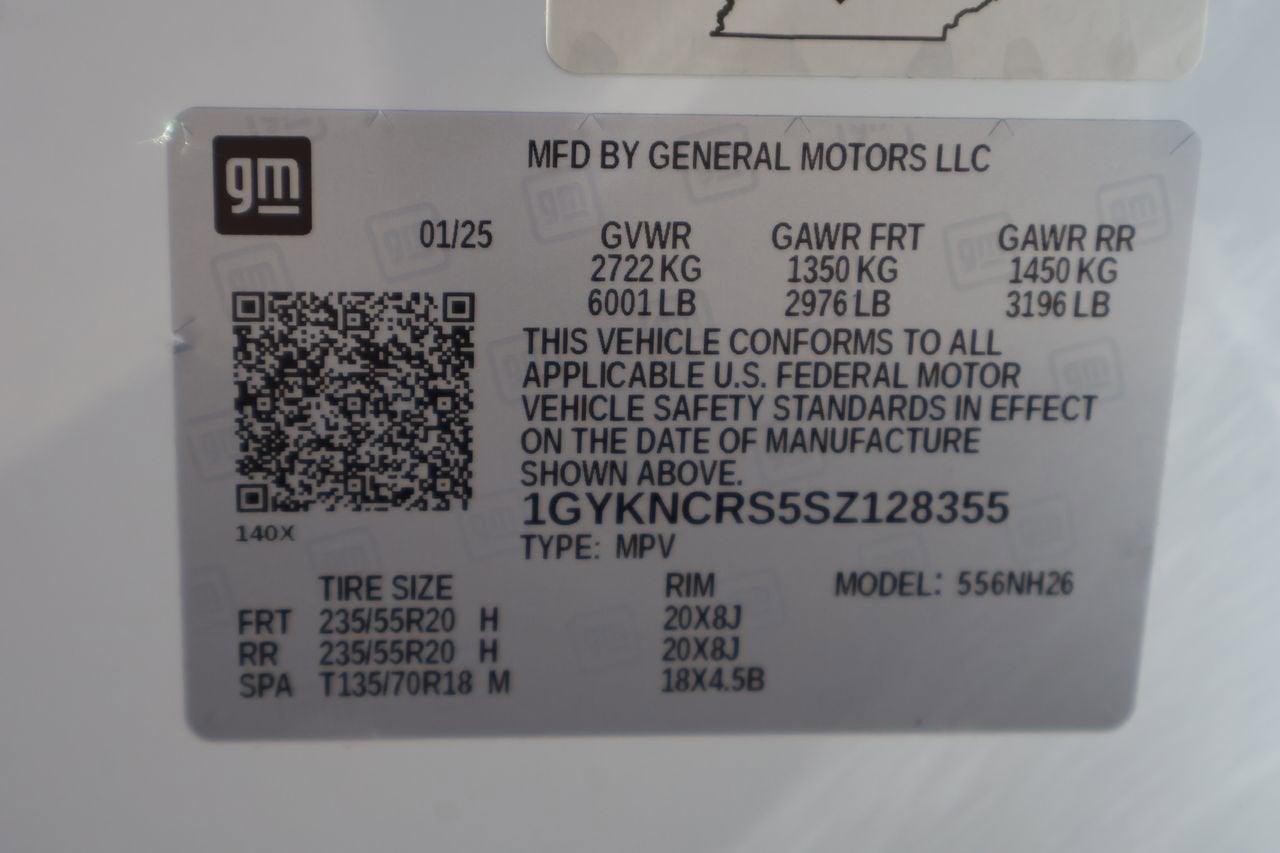 gm
MFD BY GENERAL MOTORS LLC
01/25 GVWR GAWR FRT GAWR RR
2722 KG 1350 KG 1450 KG
6001 LB 2976 LB 3196 LB
THIS VEHICLE CONFORMS TO ALL
APPLICABLE U.S. FEDERAL MOTOR
VEHICLE SAFETY STANDARDS IN EFFECT
ON THE DATE OF MANUFACTURE
SHOWN ABOVE.
1GYKNCRS5SZ128355
140X
TYPE: MPV
TIRE SIZE RIM MODEL: 556NH26
FRT 235/55R20 H 20X8J
RR 235/55R20 H 20X8J
SPA T135/70R18 M 18X4.5B